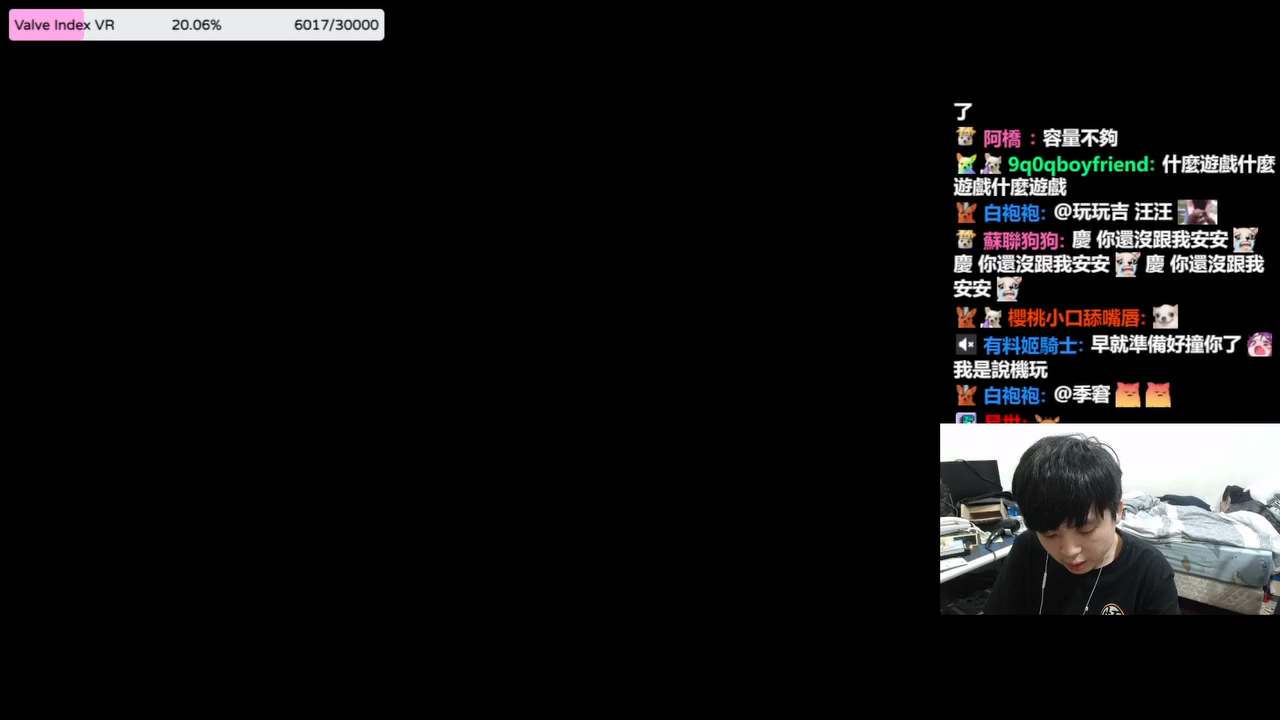 Valve Index VR 20.06% 6017/30000
了
阿橋 : 容量不夠
9q0qboyfriend: 什麼遊戲什麼
遊戲什麼遊戲
白袍袍: @玩玩吉 汪汪
蘇聯狗狗: 慶 你還沒跟我安安
慶 你還沒跟我安安 慶 你還沒跟我
安安
櫻桃小口舔嘴唇:
有料姬騎士: 早就準備好撞你了
我是說機玩
白袍袍: @季窘